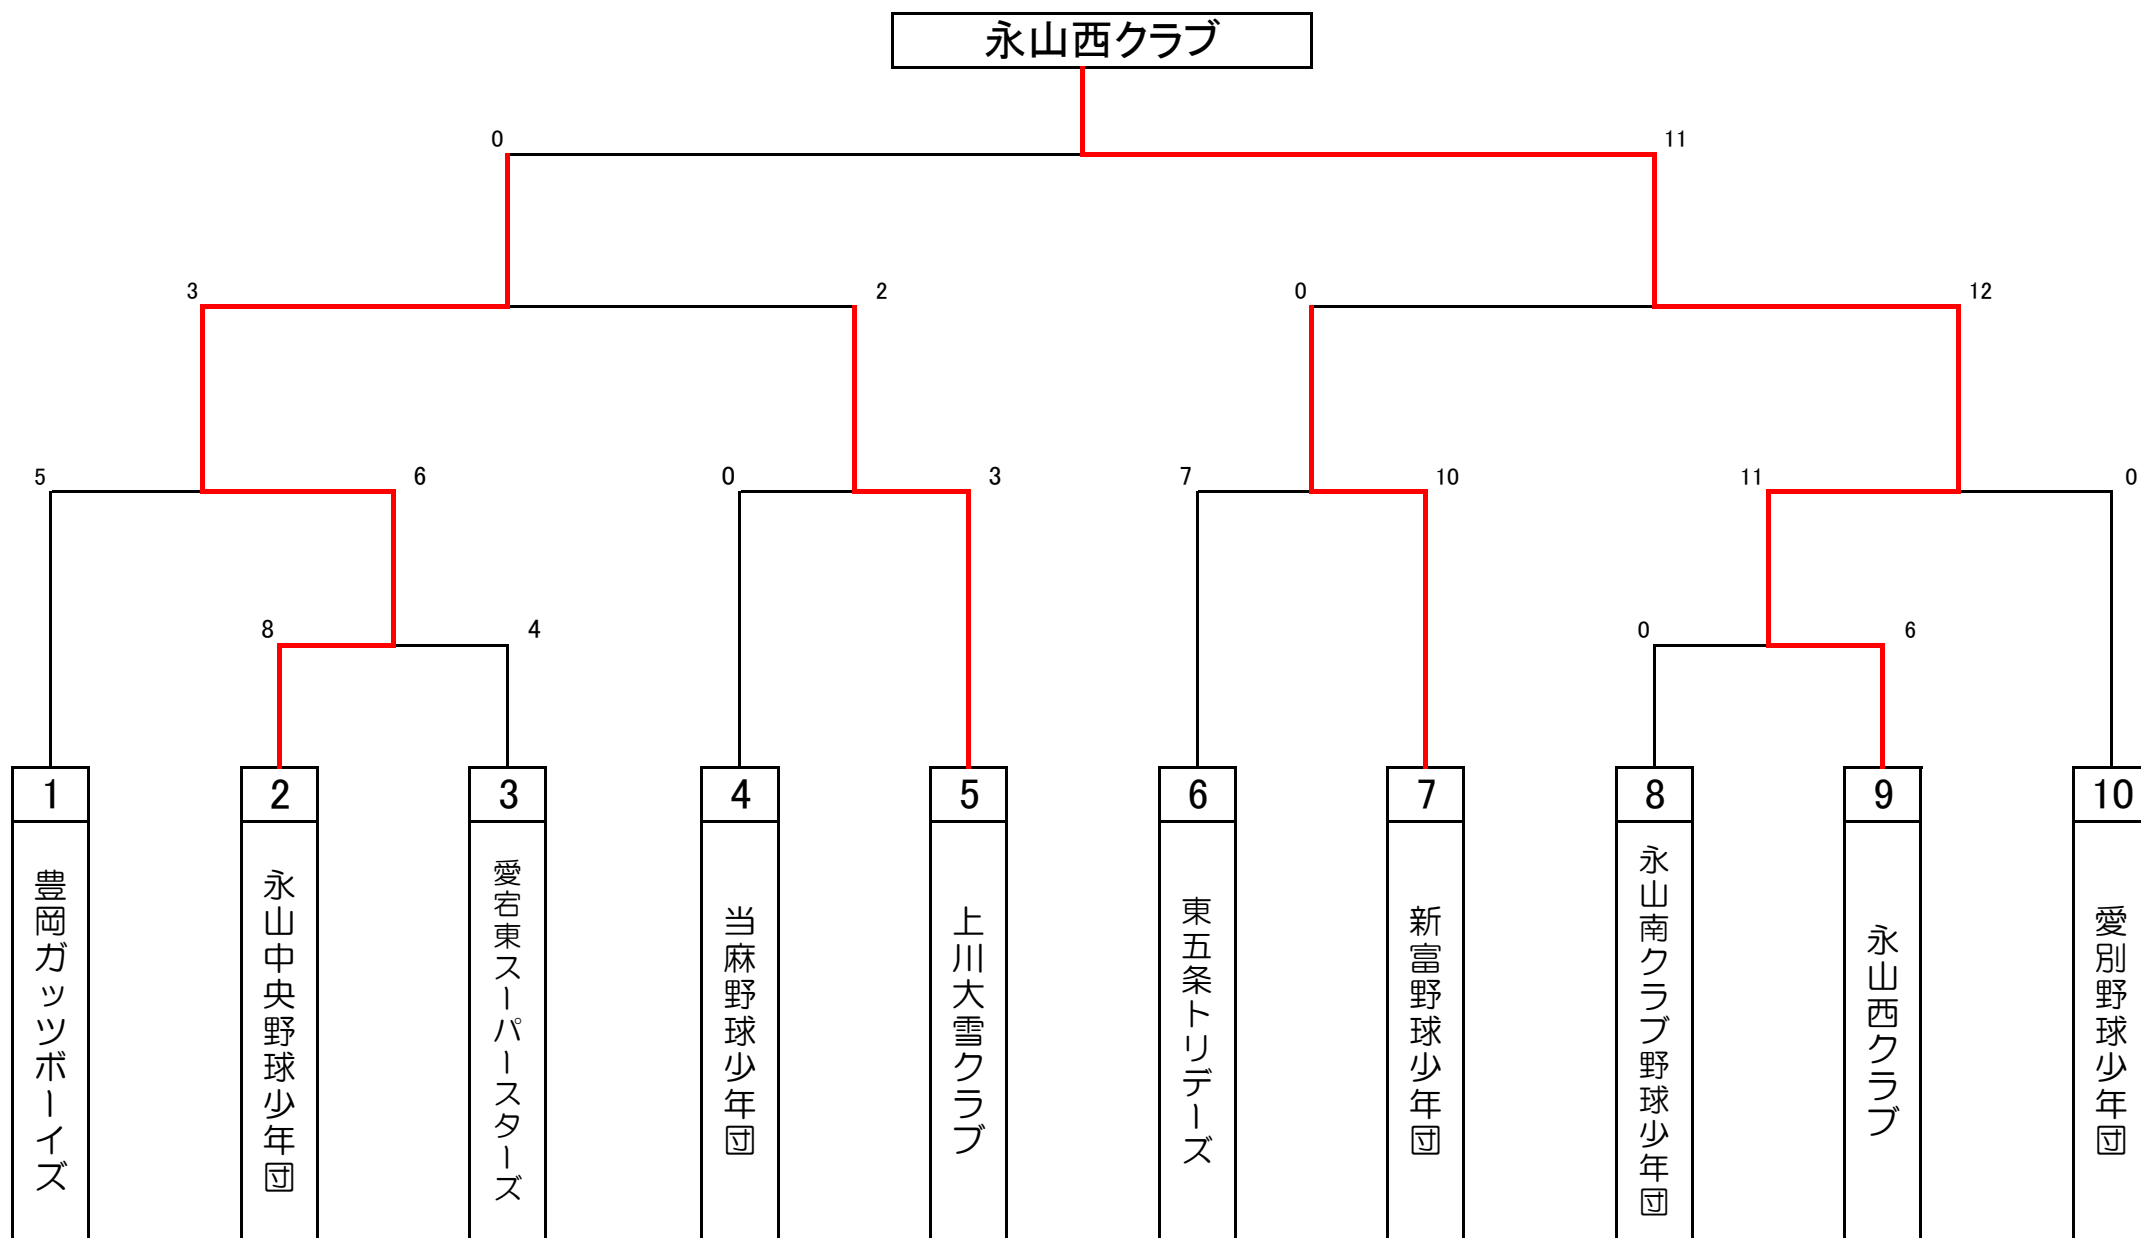 永山西クラブ
0
11
3
2
0
12
5
6
0
3
7
10
11
0
8
4
0
6
1
2
3
4
5
6
7
8
9
10
豊岡ガッツボーイズ
永山中央野球少年団
愛宕東スーパースターズ
当麻野球少年団
上川大雪クラブ
東五条トリデーズ
新富野球少年団
永山南クラブ野球少年団
永山西クラブ
愛別野球少年団